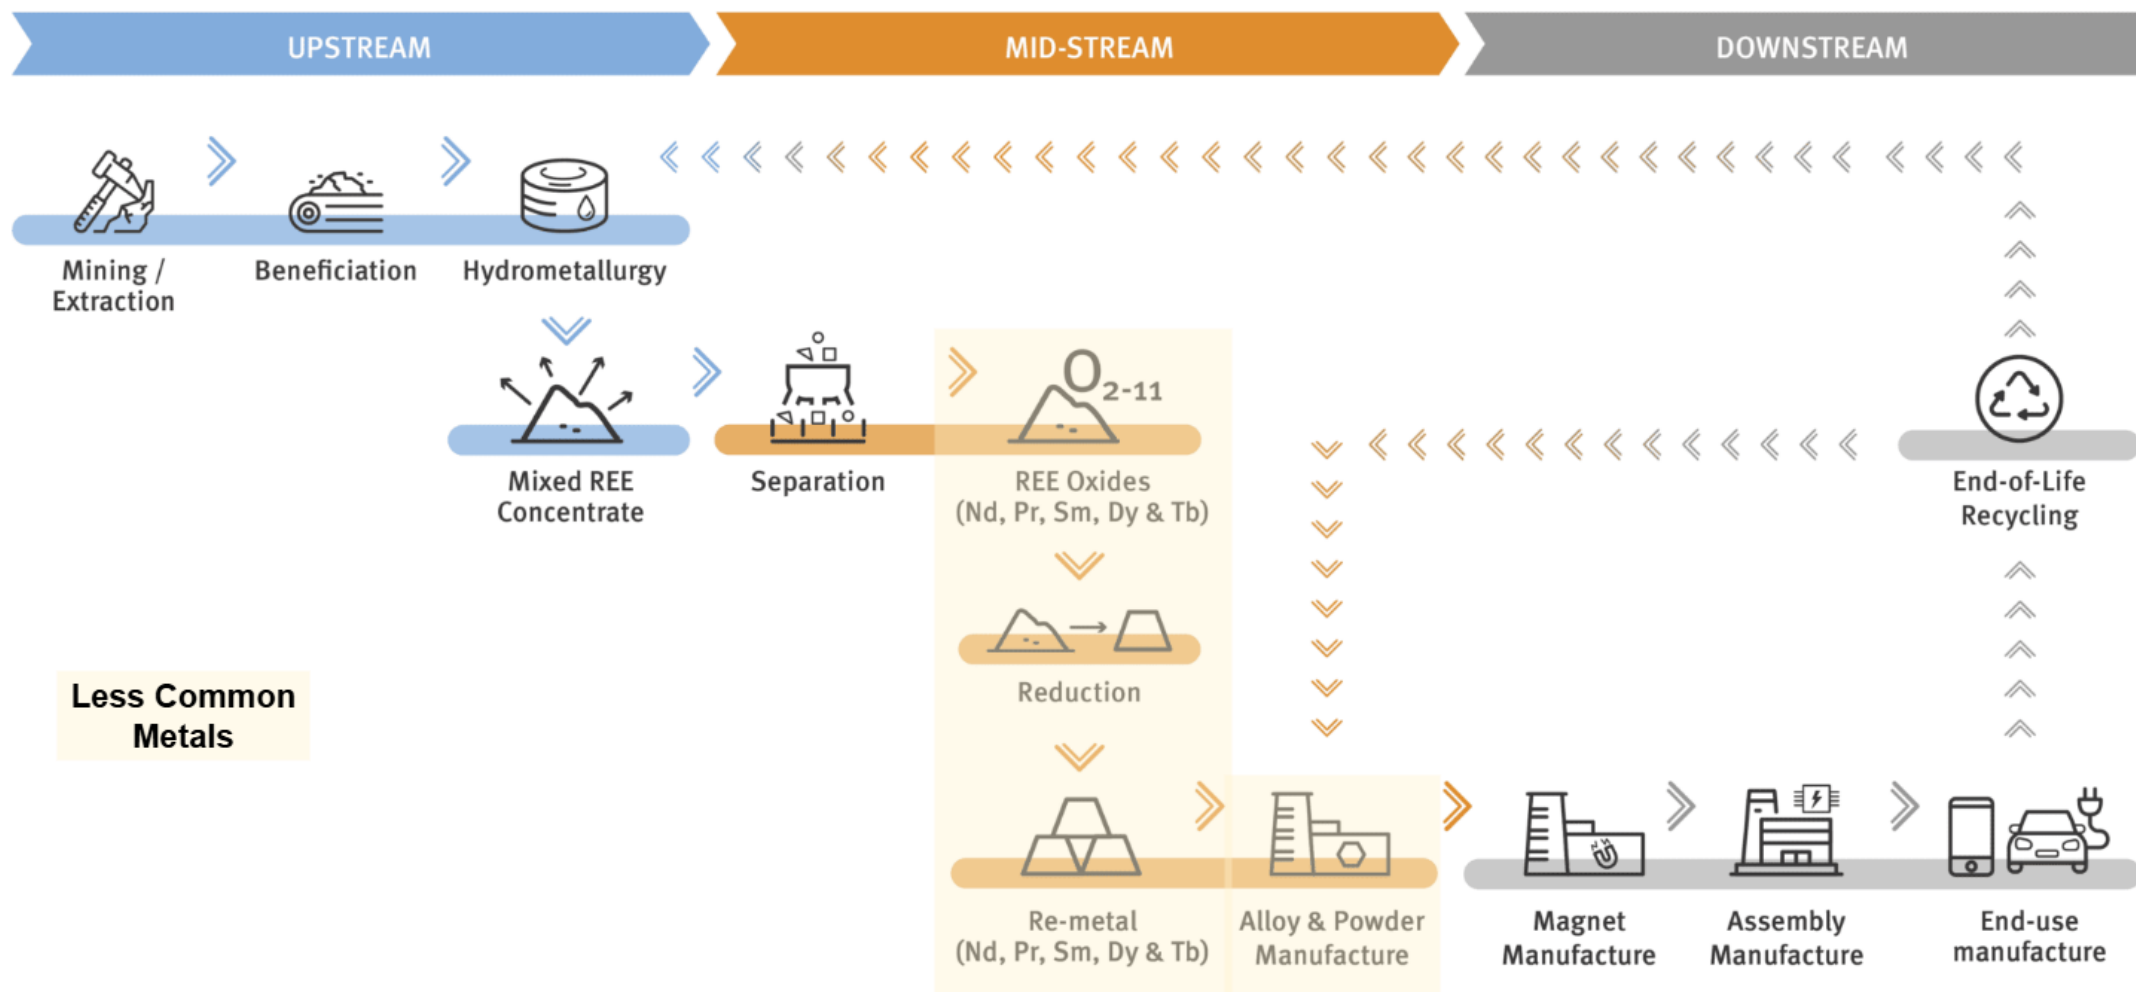 UPSTREAM
MID-STREAM
DOWNSTREAM
Mining /
Extraction
Beneficiation
Hydrometallurgy
Mixed REE
Concentrate
Separation
O2-11
REE Oxides
(Nd, Pr, Sm, Dy & Tb)
End-of-Life
Recycling
Reduction
Less Common
Metals
Re-metal
(Nd, Pr, Sm, Dy & Tb)
Alloy & Powder
Manufacture
Magnet
Manufacture
Assembly
Manufacture
End-use
manufacture